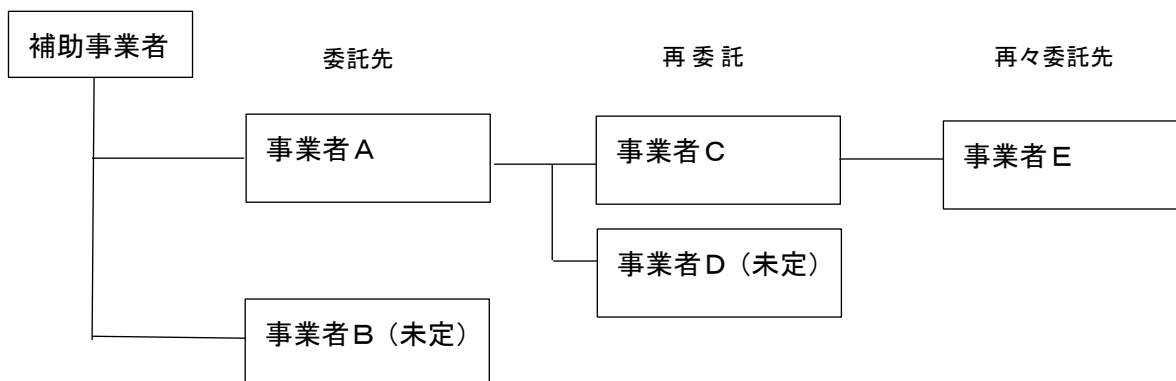 補助事業者
委託先
再委託
再々委託先
事業者A
事業者C
事業者E
事業者D（未定）
事業者B（未定）